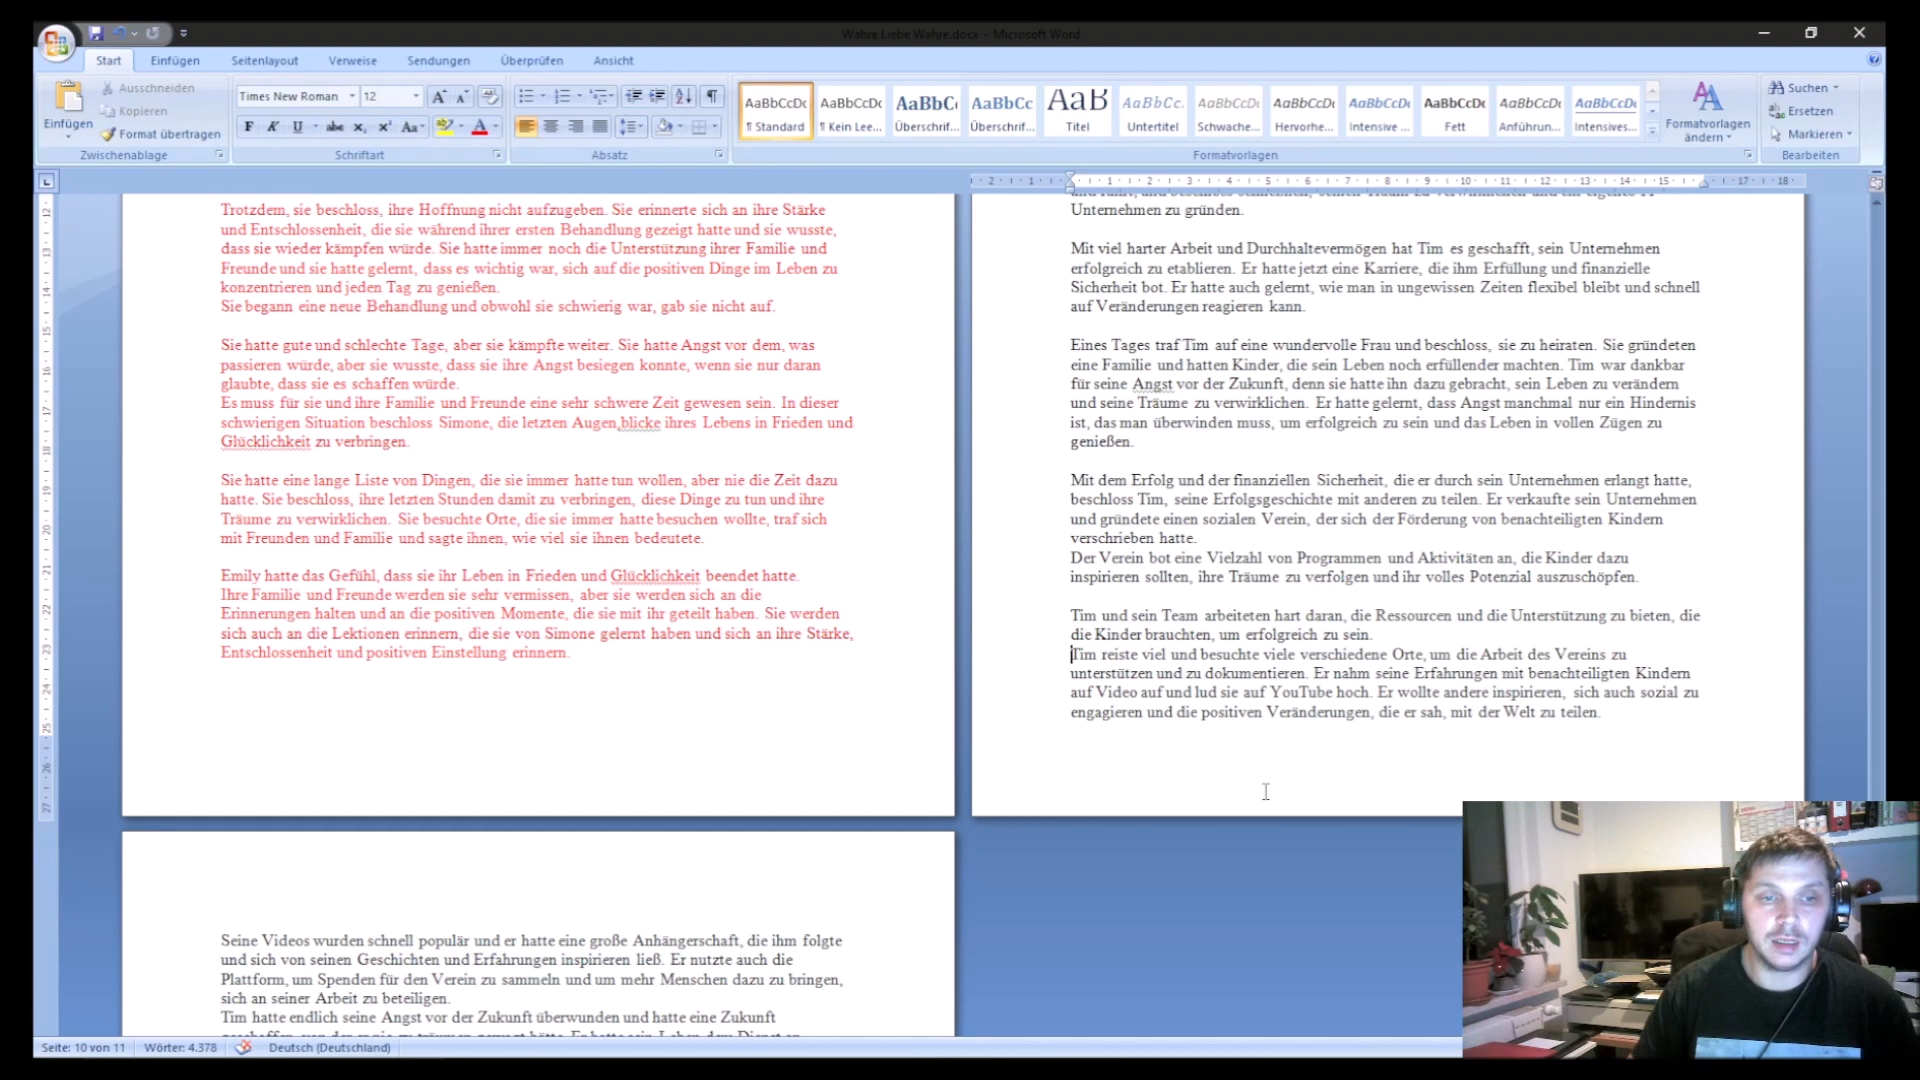 Wahre Liebe Wahre.docx - Microsoft Word
Start Einfügen Seitenlayout Verweise Sendungen Überprüfen Ansicht
Einfügen
Ausschneiden
Kopieren
Format übertragen
Zwischenablage
Times New Roman 12
F K U abc x₂ x² Aa
Schriftart
Absatz
AaBbCcDc AaBbCcDc AaBbC AaBbCc AaB AaBbCc. AaBbCcDc AaBbCcDc AaBbCcDc AaBbCcDc AaBbCcDc AaBbCcDc
¶ Standard ¶ Kein Lee... Überschrif... Überschrif... Titel Untertitel Schwache... Hervorhe... Intensive ... Fett Anführun... Intensives...
Formatvorlagen
Formatvorlagen
ändern
Suchen
Ersetzen
Markieren
Bearbeiten
Trotzdem, sie beschloss, ihre Hoffnung nicht aufzugeben. Sie erinnerte sich an ihre Stärke
und Entschlossenheit, die sie während ihrer ersten Behandlung gezeigt hatte und sie wusste,
dass sie wieder kämpfen würde. Sie hatte immer noch die Unterstützung ihrer Familie und
Freunde und sie hatte gelernt, dass es wichtig war, sich auf die positiven Dinge im Leben zu
konzentrieren und jeden Tag zu genießen.
Sie begann eine neue Behandlung und obwohl sie schwierig war, gab sie nicht auf.
Sie hatte gute und schlechte Tage, aber sie kämpfte weiter. Sie hatte Angst vor dem, was
passieren würde, aber sie wusste, dass sie ihre Angst besiegen konnte, wenn sie nur daran
glaubte, dass sie es schaffen würde.
Es muss für sie und ihre Familie und Freunde eine sehr schwere Zeit gewesen sein. In dieser
schwierigen Situation beschloss Simone, die letzten Augen,blicke ihres Lebens in Frieden und
Glücklichkeit zu verbringen.
Sie hatte eine lange Liste von Dingen, die sie immer hatte tun wollen, aber nie die Zeit dazu
hatte. Sie beschloss, ihre letzten Stunden damit zu verbringen, diese Dinge zu tun und ihre
Träume zu verwirklichen. Sie besuchte Orte, die sie immer hatte besuchen wollte, traf sich
mit Freunden und Familie und sagte ihnen, wie viel sie ihnen bedeutete.
Emily hatte das Gefühl, dass sie ihr Leben in Frieden und Glücklichkeit beendet hatte.
Ihre Familie und Freunde werden sie sehr vermissen, aber sie werden sich an die
Erinnerungen halten und an die positiven Momente, die sie mit ihr geteilt haben. Sie werden
sich auch an die Lektionen erinnern, die sie von Simone gelernt haben und sich an ihre Stärke,
Entschlossenheit und positiven Einstellung erinnern.
Unternehmen zu gründen.
Mit viel harter Arbeit und Durchhaltevermögen hat Tim es geschafft, sein Unternehmen
erfolgreich zu etablieren. Er hatte jetzt eine Karriere, die ihm Erfüllung und finanzielle
Sicherheit bot. Er hatte auch gelernt, wie man in ungewissen Zeiten flexibel bleibt und schnell
auf Veränderungen reagieren kann.
Eines Tages traf Tim auf eine wundervolle Frau und beschloss, sie zu heiraten. Sie gründeten
eine Familie und hatten Kinder, die sein Leben noch erfüllender machten. Tim war dankbar
für seine Angst vor der Zukunft, denn sie hatte ihn dazu gebracht, sein Leben zu verändern
und seine Träume zu verwirklichen. Er hatte gelernt, dass Angst manchmal nur ein Hindernis
ist, das man überwinden muss, um erfolgreich zu sein und das Leben in vollen Zügen zu
genießen.
Mit dem Erfolg und der finanziellen Sicherheit, die er durch sein Unternehmen erlangt hatte,
beschloss Tim, seine Erfolgsgeschichte mit anderen zu teilen. Er verkaufte sein Unternehmen
und gründete einen sozialen Verein, der sich der Förderung von benachteiligten Kindern
verschrieben hatte.
Der Verein bot eine Vielzahl von Programmen und Aktivitäten an, die Kinder dazu
inspirieren sollten, ihre Träume zu verfolgen und ihr volles Potenzial auszuschöpfen.
Tim und sein Team arbeiteten hart daran, die Ressourcen und die Unterstützung zu bieten, die
die Kinder brauchten, um erfolgreich zu sein.
Tim reiste viel und besuchte viele verschiedene Orte, um die Arbeit des Vereins zu
unterstützen und zu dokumentieren. Er nahm seine Erfahrungen mit benachteiligten Kindern
auf Video auf und lud sie auf YouTube hoch. Er wollte andere inspirieren, sich auch sozial zu
engagieren und die positiven Veränderungen, die er sah, mit der Welt zu teilen.
Seine Videos wurden schnell populär und er hatte eine große Anhängerschaft, die ihm folgte
und sich von seinen Geschichten und Erfahrungen inspirieren ließ. Er nutzte auch die
Plattform, um Spenden für den Verein zu sammeln und um mehr Menschen dazu zu bringen,
sich an seiner Arbeit zu beteiligen.
Tim hatte endlich seine Angst vor der Zukunft überwunden und hatte eine Zukunft
Seite: 10 von 11 Wörter: 4.378 Deutsch (Deutschland)